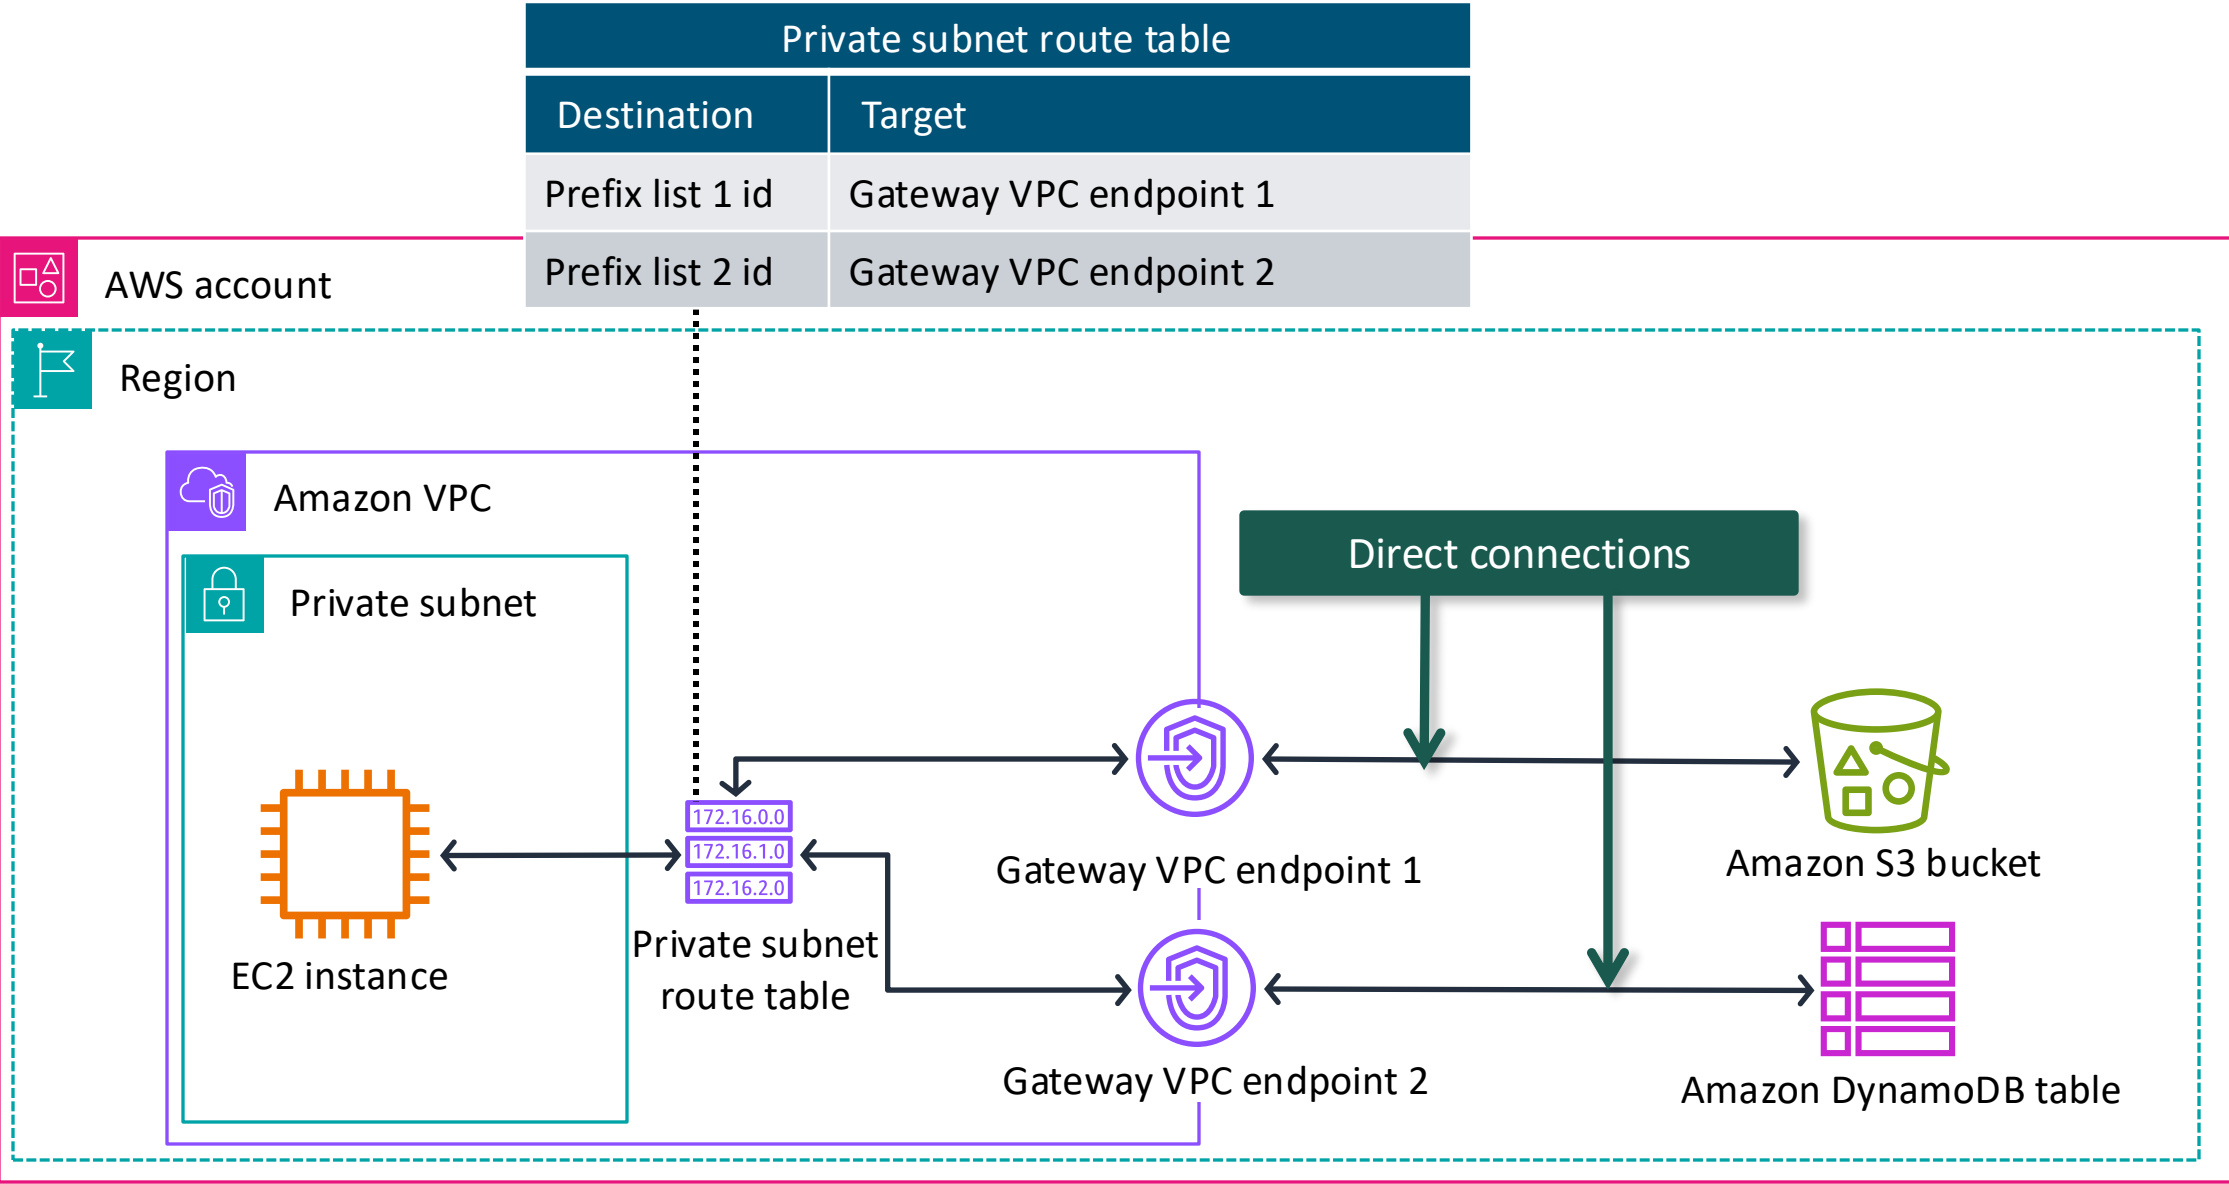 Private subnet route table
Destination Target
Prefix list 1 id Gateway VPC endpoint 1
Prefix list 2 id Gateway VPC endpoint 2
AWS account
Region
Amazon VPC
Private subnet
Direct connections
172.16.0.0
172.16.1.0
172.16.2.0
Gateway VPC endpoint 1
Amazon S3 bucket
EC2 instance
Private subnet
route table
Gateway VPC endpoint 2
Amazon DynamoDB table